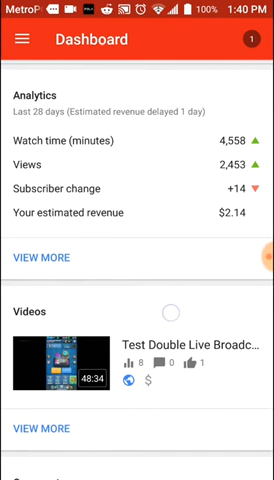 MetroP
100% 1:40 PM
Dashboard
1
Analytics
Last 28 days (Estimated revenue delayed 1 day)
Watch time (minutes) 4,558
Views 2,453
Subscriber change +14
Your estimated revenue $2.14
VIEW MORE
Videos
48:34
Test Double Live Broadc...
8 0 1
$
VIEW MORE